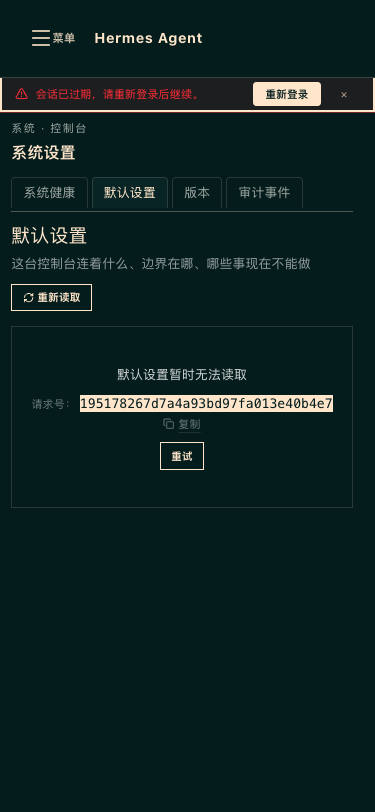 菜单 Hermes Agent
会话已过期，请重新登录后继续。 重新登录 ×
系统 · 控制台
系统设置
系统健康 默认设置 版本 审计事件
默认设置
这台控制台连着什么、边界在哪、哪些事现在不能做
重新读取
默认设置暂时无法读取
请求号： 195178267d7a4a93bd97fa013e40b4e7
复制
重试